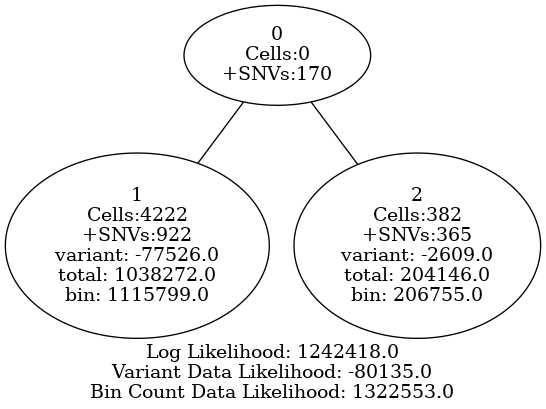 0
Cells:0
+SNVs:170
1
Cells:4222
+SNVs:922
variant: -77526.0
total: 1038272.0
bin: 1115799.0
2
Cells:382
+SNVs:365
variant: -2609.0
total: 204146.0
bin: 206755.0
Log Likelihood: 1242418.0
Variant Data Likelihood: -80135.0
Bin Count Data Likelihood: 1322553.0